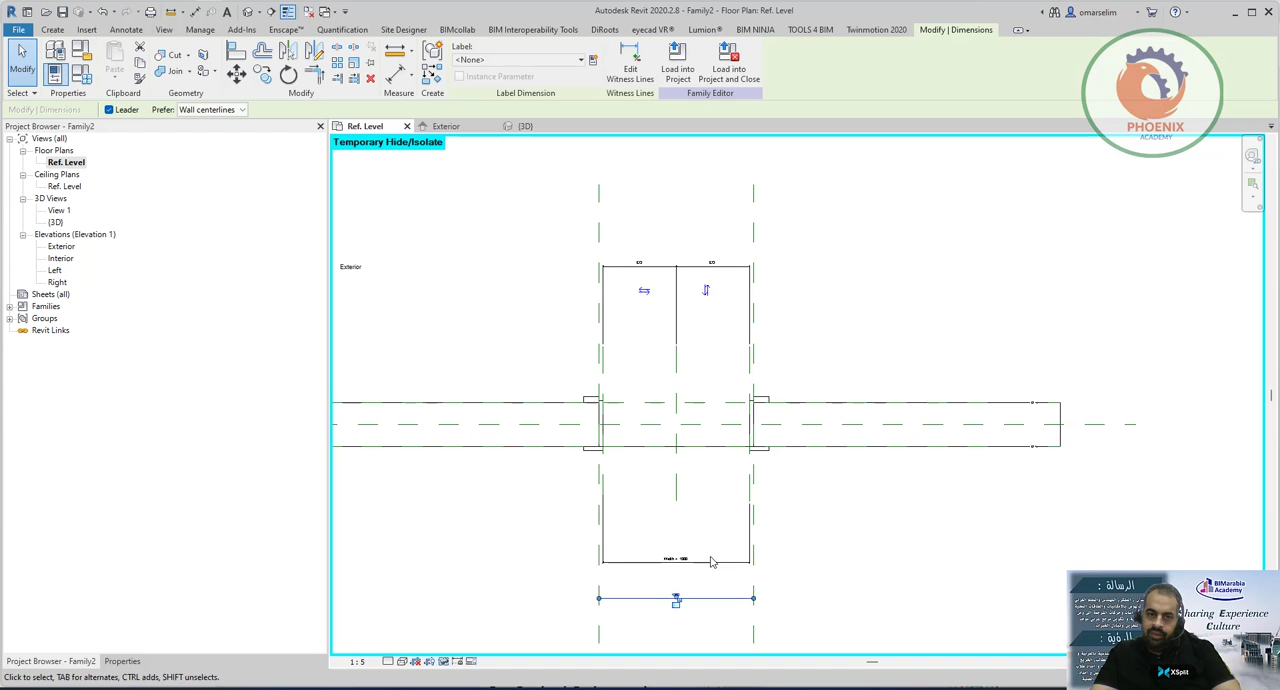 Autodesk Revit 2020.2.8 - Family2 - Floor Plan: Ref. Level
omarselim
File Create Insert Annotate View Manage Add-Ins Enscape™ Quantification Site Designer BIMcollab BIM Interoperability Tools DiRoots eyecad VR® Lumion® BIM NINJA TOOLS 4 BIM Twinmotion 2020 Modify | Dimensions
Modify
Paste
Cut
Join
Label:
<None>
Instance Parameter
Edit
Witness Lines
Load into
Project
Load into
Project and Close
Select Properties Clipboard Geometry Modify Measure Create Label Dimension Witness Lines Family Editor
Modify | Dimensions Leader Prefer: Wall centerlines
Project Browser - Family2
Ref. Level Exterior {3D}
Views (all)
Floor Plans
Ref. Level
Ceiling Plans
Ref. Level
3D Views
View 1
{3D}
Elevations (Elevation 1)
Exterior
Interior
Left
Right
Sheets (all)
Families
Groups
Revit Links
Temporary Hide/Isolate
Exterior
EQ EQ
Width = 1000
PHOENIX
ACADEMY
الرسالة :
BIMarabia
Academy
Sharing Experience
Culture
الرؤية :
XSplit
Project Browser - Family2 Properties
1 : 5
Click to select, TAB for alternates, CTRL adds, SHIFT unselects.